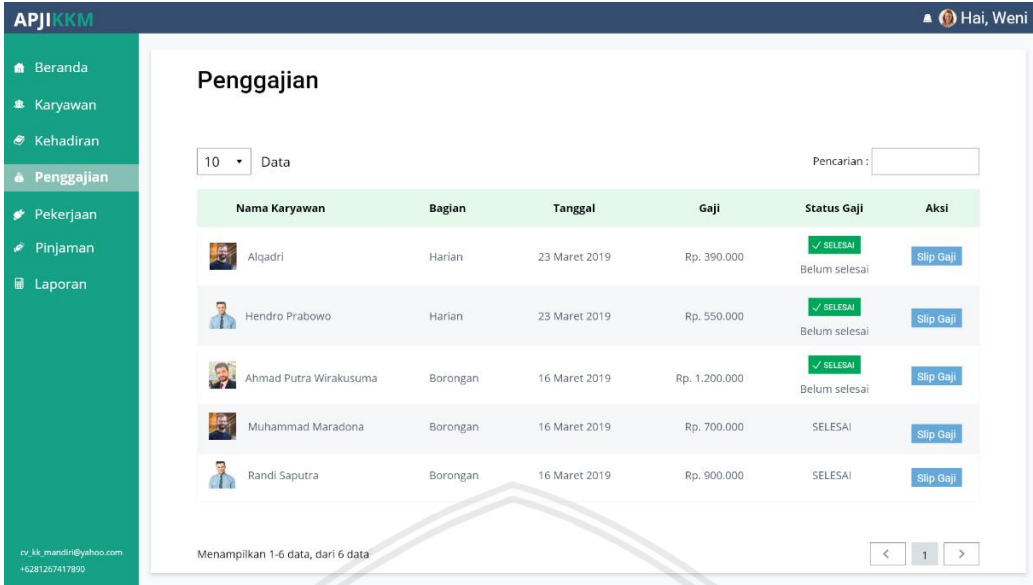 APJIKKM
Hai, Weni
Beranda
Karyawan
Kehadiran
Penggajian
Pekerjaan
Pinjaman
Laporan
cv_kk_mandiri@yahoo.com
+6281267417890
Penggajian
10 Data
Pencarian :
Nama Karyawan Bagian Tanggal Gaji Status Gaji Aksi
SELESAI
Alqadri Harian 23 Maret 2019 Rp. 390.000 Slip Gaji
Belum selesai
SELESAI
Hendro Prabowo Harian 23 Maret 2019 Rp. 550.000 Slip Gaji
Belum selesai
SELESAI
Ahmad Putra Wirakusuma Borongan 16 Maret 2019 Rp. 1.200.000 Slip Gaji
Belum selesai
Muhammad Maradona Borongan 16 Maret 2019 Rp. 700.000 SELESAI Slip Gaji
Randi Saputra Borongan 16 Maret 2019 Rp. 900.000 SELESAI Slip Gaji
Menampilkan 1-6 data, dari 6 data
< 1 >